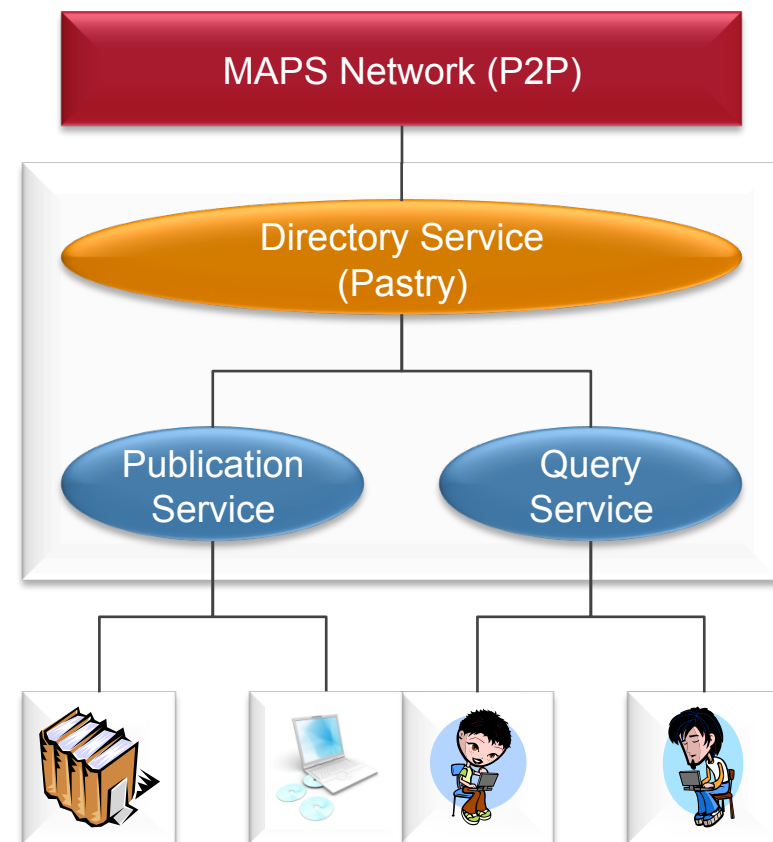 MAPS Network (P2P)
Directory Service
(Pastry)
Publication
Service
Query
Service